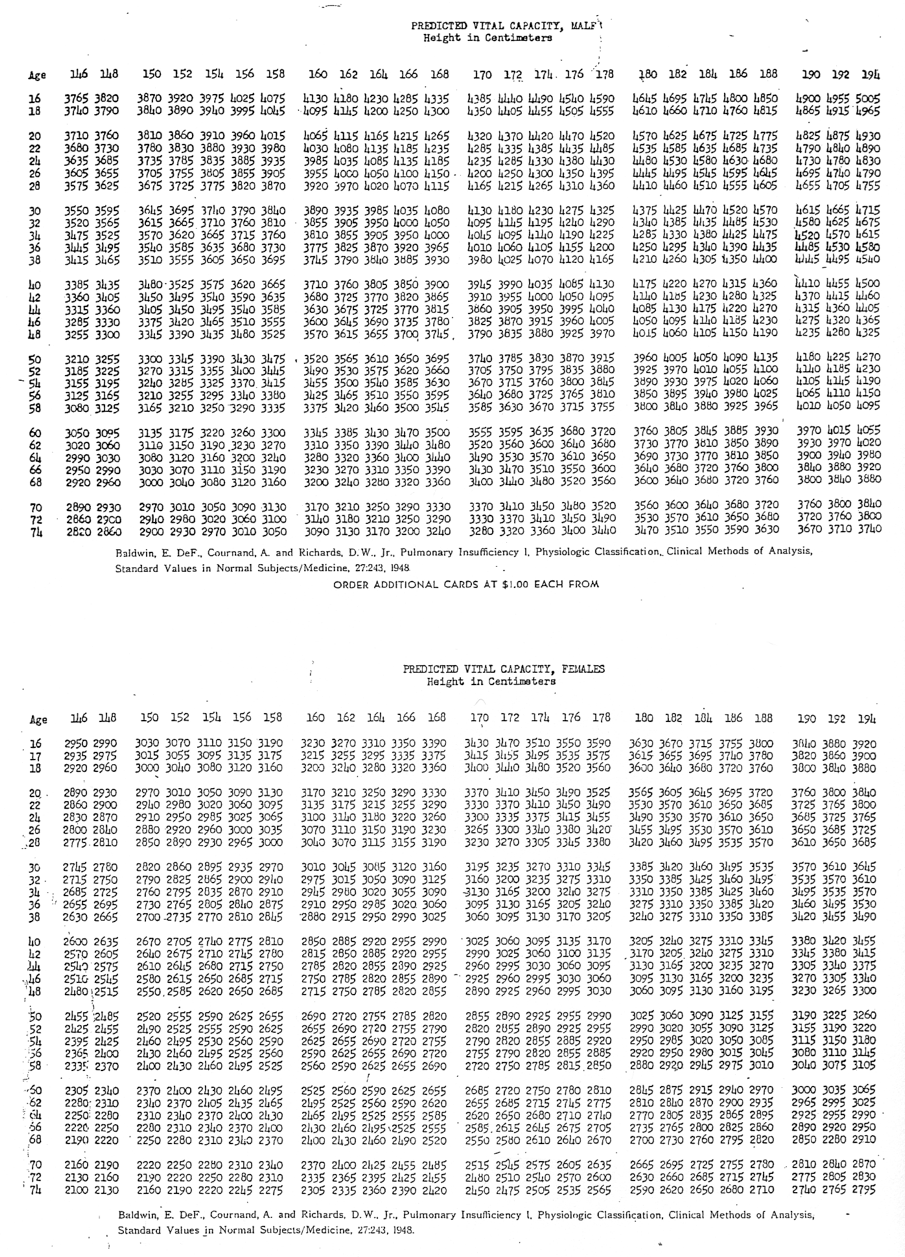 PREDICTED VITAL CAPACITY, MALE
Height in Centimeters
Age 146 148 150 152 154 156 158 160 162 164 166 168 170 172 174 176 178 180 182 184 186 188 190 192 194
16 3765 3820 3870 3920 3975 4025 4075 4130 4180 4230 4285 4335 4385 4440 4490 4540 4590 4645 4695 4745 4800 4850 4900 4955 5005
18 3740 3790 3840 3890 3940 3995 4045 4095 4145 4200 4250 4300 4350 4405 4455 4505 4555 4610 4660 4710 4760 4815 4865 4915 4965
20 3710 3760 3810 3860 3910 3960 4015 4065 4115 4165 4215 4265 4320 4370 4420 4470 4520 4570 4625 4675 4725 4775 4825 4875 4930
22 3680 3730 3780 3830 3880 3930 3980 4030 4080 4135 4185 4235 4285 4335 4385 4435 4485 4535 4585 4635 4685 4735 4790 4840 4890
24 3635 3685 3735 3785 3835 3885 3935 3985 4035 4085 4135 4185 4235 4285 4330 4380 4430 4480 4530 4580 4630 4680 4730 4780 4830
26 3605 3655 3705 3755 3805 3855 3905 3955 4000 4050 4100 4150 4200 4250 4300 4350 4395 4445 4495 4545 4595 4645 4695 4740 4790
28 3575 3625 3675 3725 3775 3820 3870 3920 3970 4020 4070 4115 4165 4215 4265 4310 4360 4410 4460 4510 4555 4605 4655 4705 4755
30 3550 3595 3645 3695 3740 3790 3840 3890 3935 3985 4035 4080 4130 4180 4230 4275 4325 4375 4425 4470 4520 4570 4615 4665 4715
32 3520 3565 3615 3665 3710 3760 3810 3855 3905 3950 4000 4050 4095 4145 4195 4240 4290 4340 4385 4435 4485 4530 4580 4625 4675
34 3475 3525 3570 3620 3665 3715 3760 3810 3855 3905 3950 4000 4045 4095 4140 4190 4225 4285 4330 4380 4425 4475 4520 4570 4615
36 3445 3495 3540 3585 3635 3680 3730 3775 3825 3870 3920 3965 4010 4060 4105 4155 4200 4250 4295 4340 4390 4435 4485 4530 4580
38 3415 3465 3510 3555 3605 3650 3695 3745 3790 3840 3885 3930 3980 4025 4070 4120 4165 4210 4260 4305 4350 4400 4445 4495 4540
40 3385 3435 3480 3525 3575 3620 3665 3710 3760 3805 3850 3900 3945 3990 4035 4085 4130 4175 4220 4270 4315 4360 4410 4455 4500
42 3360 3405 3450 3495 3540 3590 3635 3680 3725 3770 3820 3865 3910 3955 4000 4050 4095 4140 4185 4230 4280 4325 4370 4415 4460
44 3315 3360 3405 3450 3495 3540 3585 3630 3675 3725 3770 3815 3860 3905 3950 3995 4040 4085 4130 4175 4220 4270 4315 4360 4405
46 3285 3330 3375 3420 3465 3510 3555 3600 3645 3690 3735 3780 3825 3870 3915 3960 4005 4050 4095 4140 4185 4230 4275 4320 4365
48 3255 3300 3345 3390 3435 3480 3525 3570 3615 3655 3700 3745 3790 3835 3880 3925 3970 4015 4060 4105 4150 4190 4235 4280 4325
50 3210 3255 3300 3345 3390 3430 3475 3520 3565 3610 3650 3695 3740 3785 3830 3870 3915 3960 4005 4050 4090 4135 4180 4225 4270
52 3185 3225 3270 3315 3355 3400 3445 3490 3530 3575 3620 3660 3705 3750 3795 3835 3880 3925 3970 4010 4055 4100 4140 4185 4230
54 3155 3195 3240 3285 3325 3370 3415 3455 3500 3540 3585 3630 3670 3715 3760 3800 3845 3890 3930 3975 4020 4060 4105 4145 4190
56 3125 3165 3210 3255 3295 3340 3380 3425 3465 3510 3550 3595 3640 3680 3725 3765 3810 3850 3895 3940 3980 4025 4065 4110 4150
58 3080 3125 3165 3210 3250 3290 3335 3375 3420 3460 3500 3545 3585 3630 3670 3715 3755 3800 3840 3880 3925 3965 4010 4050 4095
60 3050 3095 3135 3175 3220 3260 3300 3345 3385 3430 3470 3500 3555 3595 3635 3680 3720 3760 3805 3845 3885 3930 3970 4015 4055
62 3020 3060 3110 3150 3190 3230 3270 3310 3350 3390 3440 3480 3520 3560 3600 3640 3680 3730 3770 3810 3850 3890 3930 3970 4020
64 2990 3030 3080 3120 3160 3200 3240 3280 3320 3360 3400 3440 3490 3530 3570 3610 3650 3690 3730 3770 3810 3850 3900 3940 3980
66 2950 2990 3030 3070 3110 3150 3190 3230 3270 3310 3350 3390 3430 3470 3510 3550 3600 3640 3680 3720 3760 3800 3840 3880 3920
68 2920 2960 3000 3040 3080 3120 3160 3200 3240 3280 3320 3360 3400 3440 3480 3520 3560 3600 3640 3680 3720 3760 3800 3840 3880
70 2890 2930 2970 3010 3050 3090 3130 3170 3210 3250 3290 3330 3370 3410 3450 3480 3520 3560 3600 3640 3680 3720 3760 3800 3840
72 2860 2900 2940 2980 3020 3060 3100 3140 3180 3210 3250 3290 3330 3370 3410 3450 3490 3530 3570 3610 3650 3680 3720 3760 3800
74 2820 2860 2900 2930 2970 3010 3050 3090 3130 3170 3200 3240 3280 3320 3360 3400 3440 3470 3510 3550 3590 3630 3670 3710 3740
Baldwin, E. DeF., Cournand, A. and Richards, D.W., Jr., Pulmonary Insufficiency I, Physiologic Classification, Clinical Methods of Analysis,
Standard Values in Normal Subjects/Medicine, 27:243, 1948
ORDER ADDITIONAL CARDS AT $1.00 EACH FROM
PREDICTED VITAL CAPACITY, FEMALES
Height in Centimeters
Age 146 148 150 152 154 156 158 160 162 164 166 168 170 172 174 176 178 180 182 184 186 188 190 192 194
16 2950 2990 3030 3070 3110 3150 3190 3230 3270 3310 3350 3390 3430 3470 3510 3550 3590 3630 3670 3715 3755 3800 3840 3880 3920
17 2935 2975 3015 3055 3095 3135 3175 3215 3255 3295 3335 3375 3415 3455 3495 3535 3575 3615 3655 3695 3740 3780 3820 3860 3900
18 2920 2960 3000 3040 3080 3120 3160 3200 3240 3280 3320 3360 3400 3440 3480 3520 3560 3600 3640 3680 3720 3760 3800 3840 3880
20 2890 2930 2970 3010 3050 3090 3130 3170 3210 3250 3290 3330 3370 3410 3450 3490 3525 3565 3605 3645 3695 3720 3760 3800 3840
22 2860 2900 2940 2980 3020 3060 3095 3135 3175 3215 3255 3290 3330 3370 3410 3450 3490 3530 3570 3610 3650 3685 3725 3765 3800
24 2830 2870 2910 2950 2985 3025 3065 3100 3140 3180 3220 3260 3300 3335 3375 3415 3455 3490 3530 3570 3610 3650 3685 3725 3765
26 2800 2840 2880 2920 2960 3000 3035 3070 3110 3150 3190 3230 3265 3300 3340 3380 3420 3455 3495 3530 3570 3610 3650 3685 3725
28 2775 2810 2850 2890 2930 2965 3000 3040 3070 3115 3155 3190 3230 3270 3305 3345 3380 3420 3460 3495 3535 3570 3610 3650 3685
30 2745 2780 2820 2860 2895 2935 2970 3010 3045 3085 3120 3160 3195 3235 3270 3310 3345 3385 3420 3460 3495 3535 3570 3610 3645
32 2715 2750 2790 2825 2865 2900 2940 2975 3015 3050 3090 3125 3160 3200 3235 3275 3310 3350 3385 3425 3460 3495 3535 3570 3610
34 2685 2725 2760 2795 2835 2870 2910 2945 2980 3020 3055 3090 3130 3165 3200 3240 3275 3310 3350 3385 3425 3460 3495 3535 3570
36 2655 2695 2730 2765 2805 2840 2875 2910 2950 2985 3020 3060 3095 3130 3165 3205 3240 3275 3310 3350 3385 3420 3460 3495 3530
38 2630 2665 2700 2735 2770 2810 2845 2880 2915 2950 2990 3025 3060 3095 3130 3170 3205 3240 3275 3310 3350 3385 3420 3455 3490
40 2600 2635 2670 2705 2740 2775 2810 2850 2885 2920 2955 2990 3025 3060 3095 3135 3170 3205 3240 3275 3310 3345 3380 3420 3455
42 2570 2605 2640 2675 2710 2745 2780 2815 2850 2885 2920 2955 2990 3025 3060 3100 3135 3170 3205 3240 3275 3310 3345 3380 3415
44 2540 2575 2610 2645 2680 2715 2750 2785 2820 2855 2890 2925 2960 2995 3030 3060 3095 3130 3165 3200 3235 3270 3305 3340 3375
46 2510 2545 2580 2615 2650 2685 2715 2750 2785 2820 2855 2890 2925 2960 2995 3030 3060 3095 3130 3165 3200 3235 3270 3305 3340
48 2480 2515 2550 2585 2620 2650 2685 2715 2750 2785 2820 2855 2890 2925 2960 2995 3030 3060 3095 3130 3160 3195 3230 3265 3300
50 2455 2485 2520 2555 2590 2625 2655 2690 2720 2755 2785 2820 2855 2890 2925 2955 2990 3025 3060 3090 3125 3155 3190 3225 3260
52 2425 2455 2490 2525 2555 2590 2625 2655 2690 2720 2755 2790 2820 2855 2890 2925 2955 2990 3020 3055 3090 3125 3155 3190 3220
54 2395 2425 2460 2495 2530 2560 2590 2625 2655 2690 2720 2755 2790 2820 2855 2885 2920 2950 2985 3020 3050 3085 3115 3150 3180
56 2365 2400 2430 2460 2495 2525 2560 2590 2625 2655 2690 2720 2755 2790 2820 2855 2885 2920 2950 2980 3015 3045 3080 3110 3145
58 2335 2370 2400 2430 2460 2495 2525 2560 2590 2625 2655 2690 2720 2750 2785 2815 2850 2880 2920 2945 2975 3010 3040 3075 3105
60 2305 2340 2370 2400 2430 2460 2495 2525 2560 2590 2625 2655 2685 2720 2750 2780 2810 2845 2875 2915 2940 2970 3000 3035 3065
62 2280 2310 2340 2370 2405 2435 2465 2495 2525 2560 2590 2620 2655 2685 2715 2745 2775 2810 2840 2870 2900 2935 2965 2995 3025
64 2250 2280 2310 2340 2370 2400 2430 2465 2495 2525 2555 2585 2620 2650 2680 2710 2740 2770 2805 2835 2865 2895 2925 2955 2990
66 2220 2250 2280 2310 2340 2370 2400 2430 2460 2495 2525 2555 2585 2615 2645 2675 2705 2735 2765 2800 2825 2860 2890 2920 2950
68 2190 2220 2250 2280 2310 2340 2370 2400 2430 2460 2490 2520 2550 2580 2610 2640 2670 2700 2730 2760 2795 2820 2850 2280 2910
70 2160 2190 2220 2250 2280 2310 2340 2370 2400 2425 2455 2485 2515 2545 2575 2605 2635 2665 2695 2725 2755 2780 2810 2840 2870
72 2130 2160 2190 2220 2250 2280 2310 2335 2365 2395 2425 2455 2480 2510 2540 2570 2600 2630 2660 2685 2715 2745 2775 2805 2830
74 2100 2130 2160 2190 2220 2245 2275 2305 2335 2360 2390 2420 2450 2475 2505 2535 2565 2590 2620 2650 2680 2710 2740 2765 2795
Baldwin, E. DeF., Cournand, A. and Richards, D.W., Jr., Pulmonary Insufficiency I, Physiologic Classification, Clinical Methods of Analysis,
Standard Values in Normal Subjects/Medicine, 27:243, 1948.